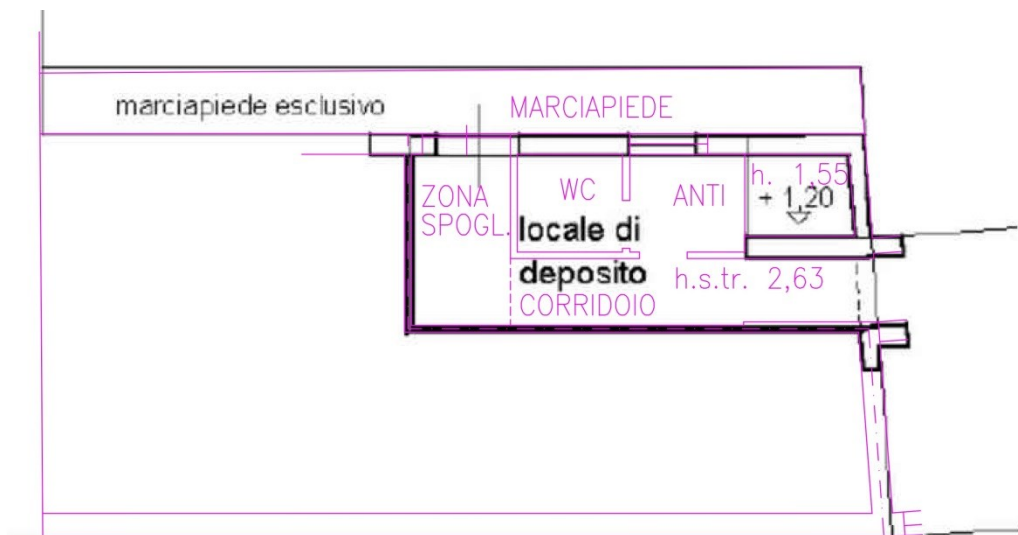 marciapiede esclusivo
MARCIAPIEDE
ZONA
SPOGL.
WC
ANTI
h. 1,55
+ 1,20
locale di
deposito
h.s.tr. 2,63
CORRIDOIO